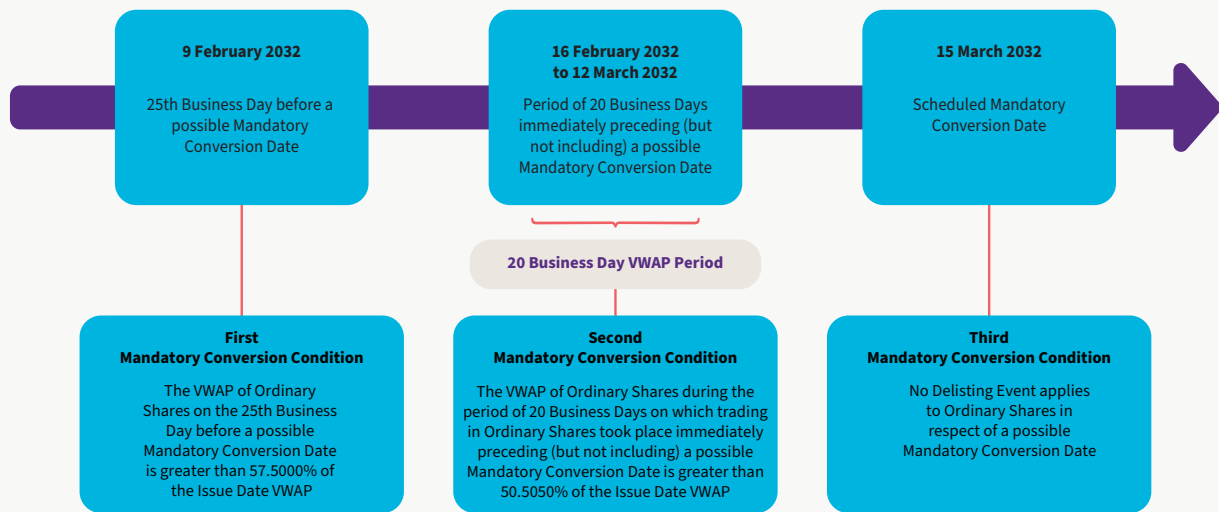 9 February 2032
25th Business Day before a
possible Mandatory
Conversion Date
16 February 2032
to 12 March 2032
Period of 20 Business Days
immediately preceding (but
not including) a possible
Mandatory Conversion Date
15 March 2032
Scheduled Mandatory
Conversion Date
20 Business Day VWAP Period
First
Mandatory Conversion Condition
The VWAP of Ordinary
Shares on the 25th Business
Day before a possible
Mandatory Conversion Date
is greater than 57.5000% of
the Issue Date VWAP
Second
Mandatory Conversion Condition
The VWAP of Ordinary Shares during the
period of 20 Business Days on which trading
in Ordinary Shares took place immediately
preceding (but not including) a possible
Mandatory Conversion Date is greater than
50.5050% of the Issue Date VWAP
Third
Mandatory Conversion Condition
No Delisting Event applies
to Ordinary Shares in
respect of a possible
Mandatory Conversion Date